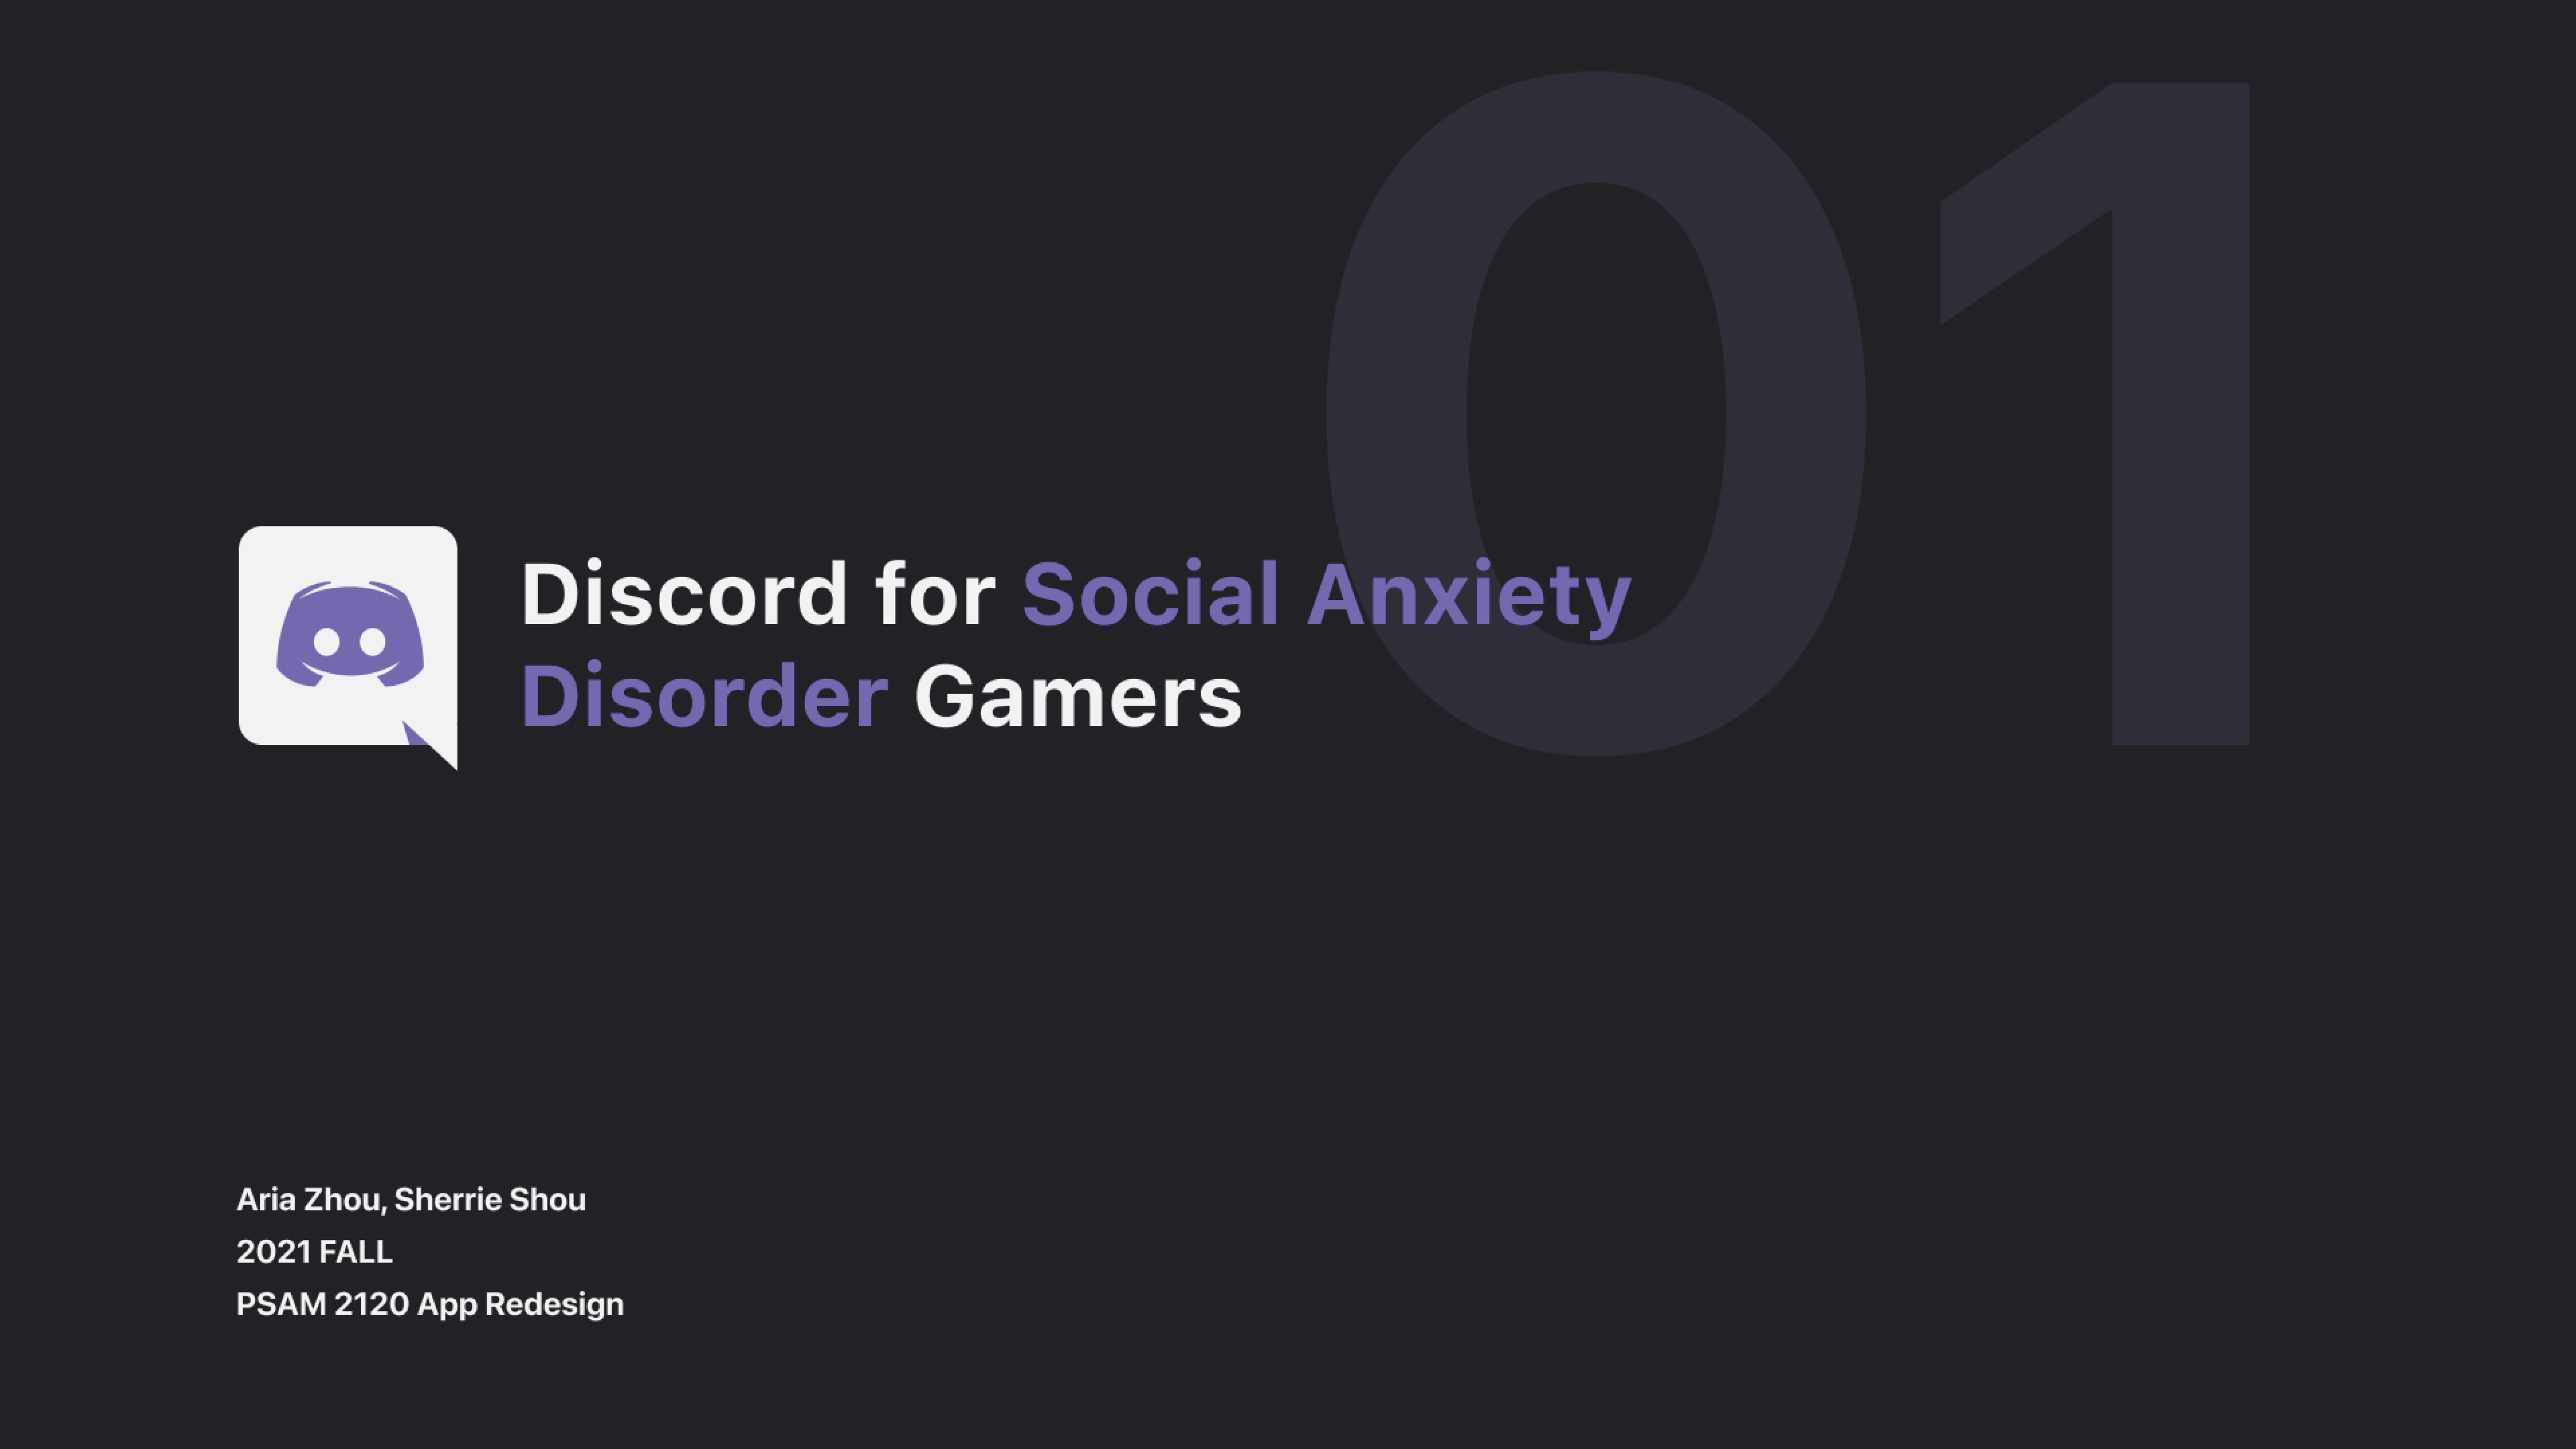 01
Discord for Social Anxiety
Disorder Gamers
Aria Zhou, Sherrie Shou
2021 FALL
PSAM 2120 App Redesign